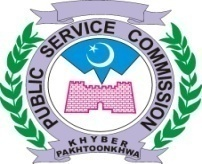 PUBLIC SERVICE COMMISSION
KHYBER
PAKHTOONKHWA